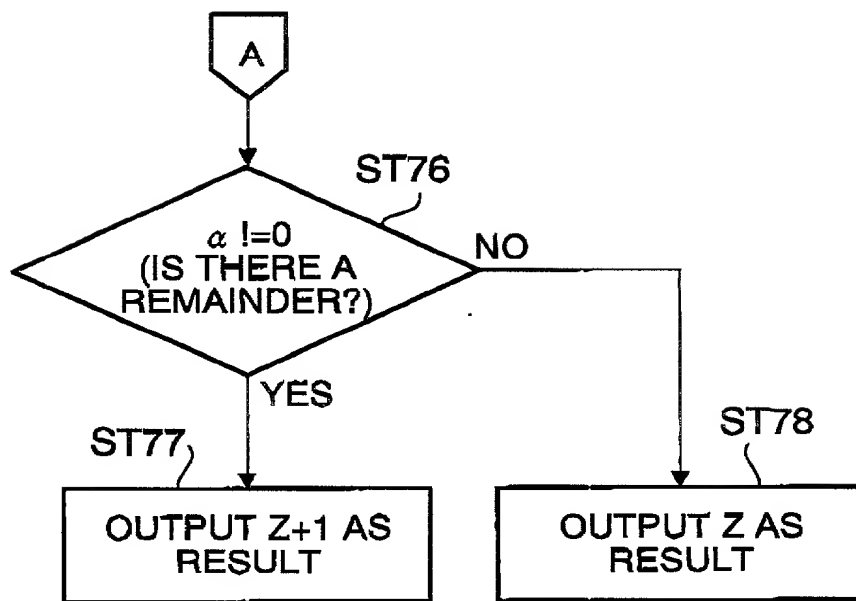 A
ST76
α !=0
(IS THERE A
REMAINDER?)
NO
YES
ST77
ST78
OUTPUT Z+1 AS
RESULT
OUTPUT Z AS
RESULT